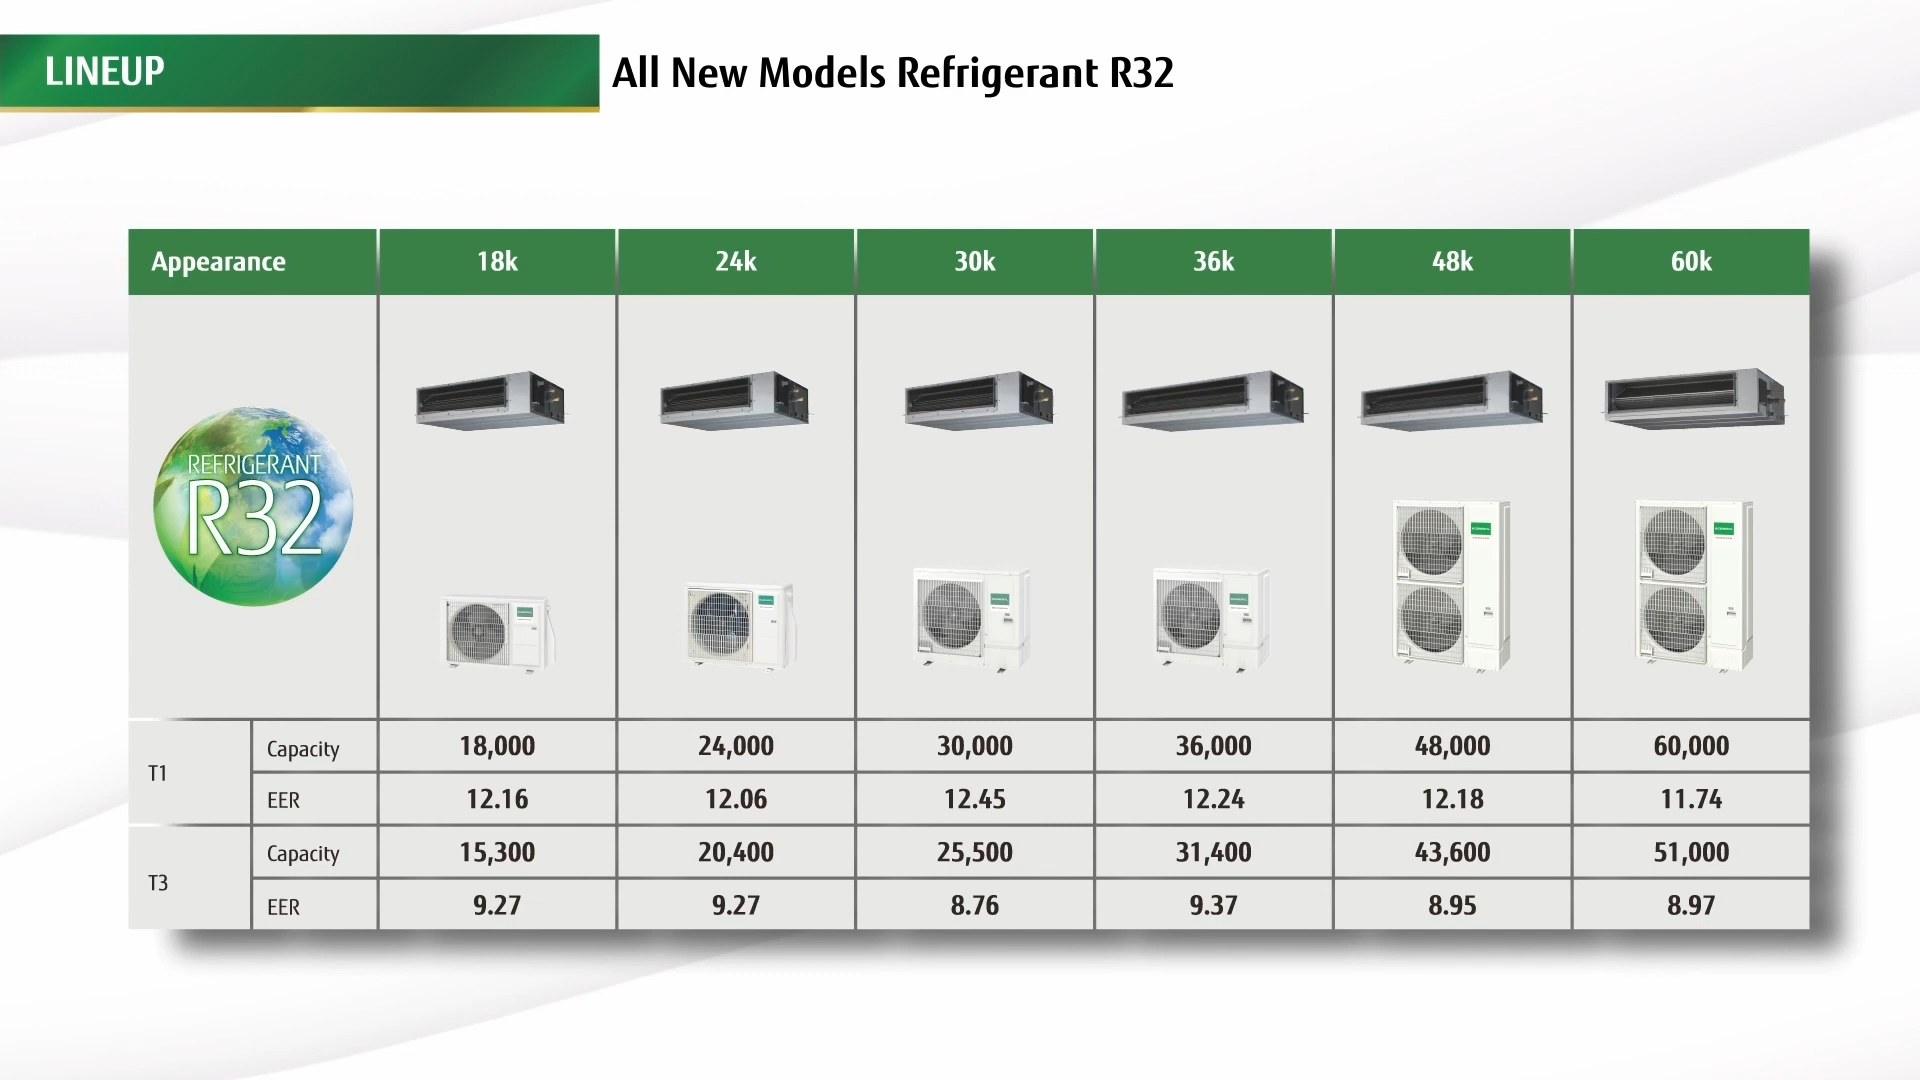 LINEUP
All New Models Refrigerant R32
Appearance 18k 24k 30k 36k 48k 60k
REFRIGERANT
R32
T1
Capacity 18,000 24,000 30,000 36,000 48,000 60,000
EER 12.16 12.06 12.45 12.24 12.18 11.74
T3
Capacity 15,300 20,400 25,500 31,400 43,600 51,000
EER 9.27 9.27 8.76 9.37 8.95 8.97